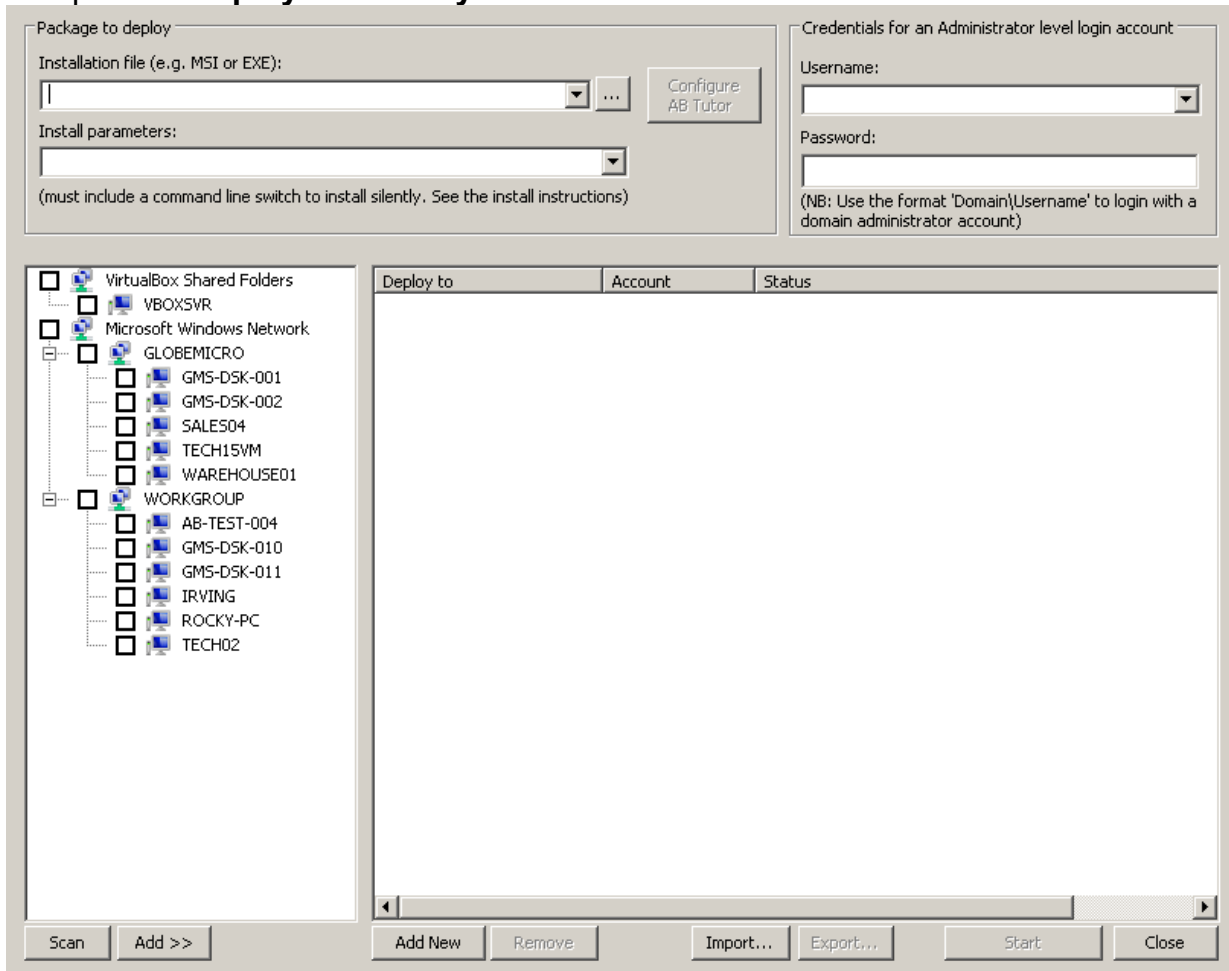 Package to deploy
Installation file (e.g. MSI or EXE):
...
Configure
AB Tutor
Install parameters:
(must include a command line switch to install silently. See the install instructions)
Credentials for an Administrator level login account
Username:
Password:
(NB: Use the format 'Domain\Username' to login with a
domain administrator account)
VirtualBox Shared Folders
VBOXSVR
Microsoft Windows Network
GLOBEMICRO
GMS-DSK-001
GMS-DSK-002
SALES04
TECH15VM
WAREHOUSE01
WORKGROUP
AB-TEST-004
GMS-DSK-010
GMS-DSK-011
IRVING
ROCKY-PC
TECH02
Deploy to Account Status
Scan Add >> Add New Remove Import... Export... Start Close